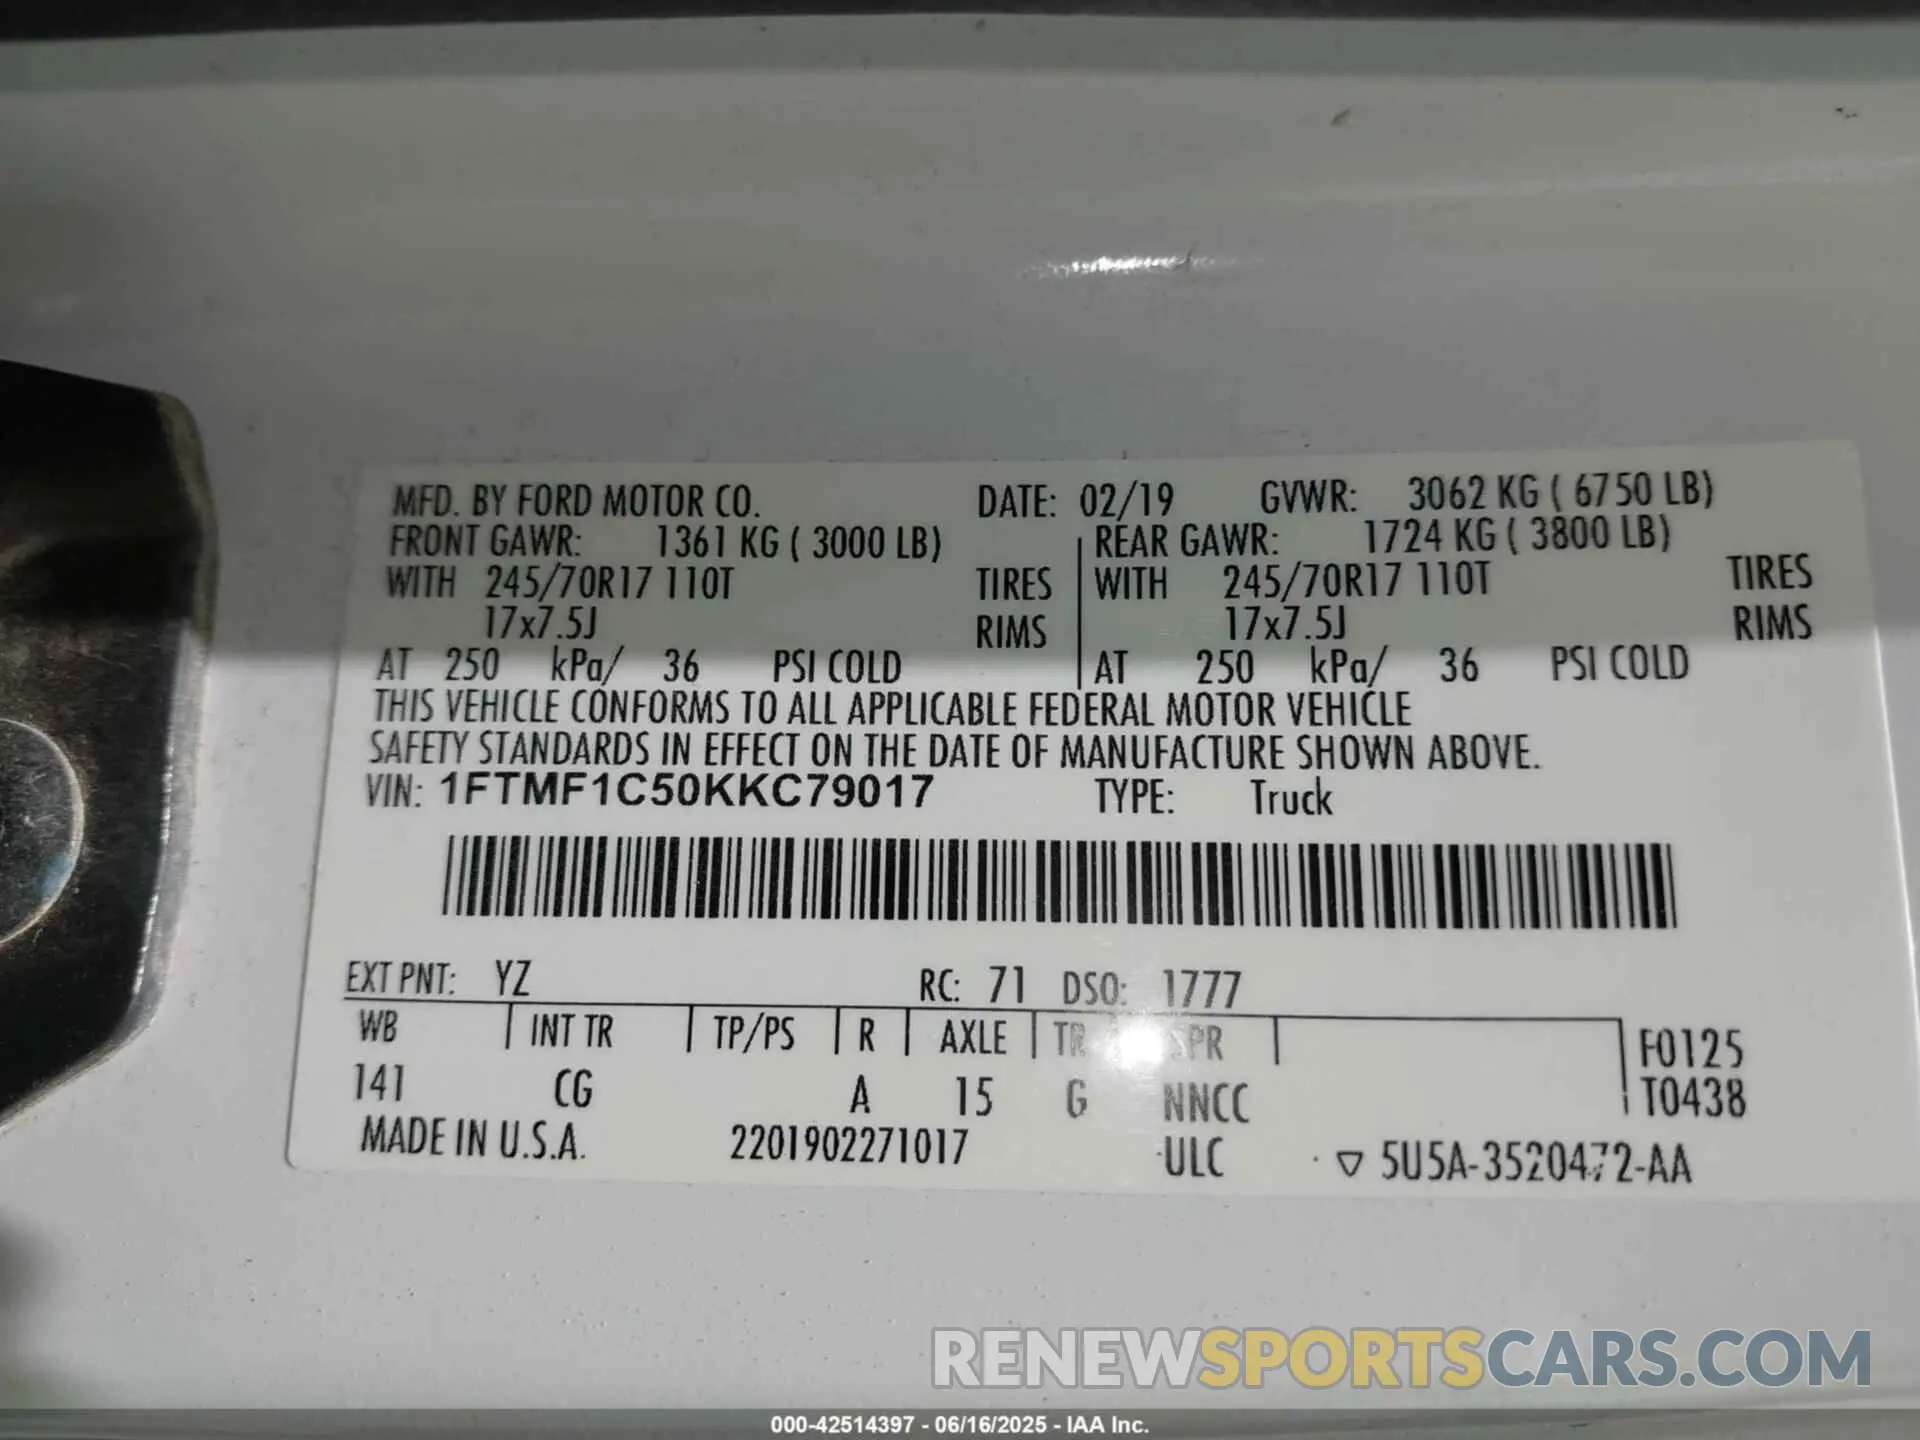 MFD. BY FORD MOTOR CO. DATE: 02/19 GVWR: 3062 KG ( 6750 LB)
FRONT GAWR: 1361 KG ( 3000 LB) REAR GAWR: 1724 KG ( 3800 LB)
WITH 245/70R17 110T TIRES WITH 245/70R17 110T TIRES
17x7.5J RIMS 17x7.5J RIMS
AT 250 kPa/ 36 PSI COLD AT 250 kPa/ 36 PSI COLD
THIS VEHICLE CONFORMS TO ALL APPLICABLE FEDERAL MOTOR VEHICLE
SAFETY STANDARDS IN EFFECT ON THE DATE OF MANUFACTURE SHOWN ABOVE.
VIN: 1FTMF1C50KKC79017 TYPE: Truck
EXT PNT: YZ RC: 71 DSO: 1777
WB INT TR TP/PS R AXLE TR SPR F0125
141 CG A 15 G NNCC T0438
MADE IN U.S.A. 2201902271017 ULC ▽ 5U5A-3520472-AA
RENEWSPORTSCARS.COM
000-42514397 - 06/16/2025 - IAA Inc.